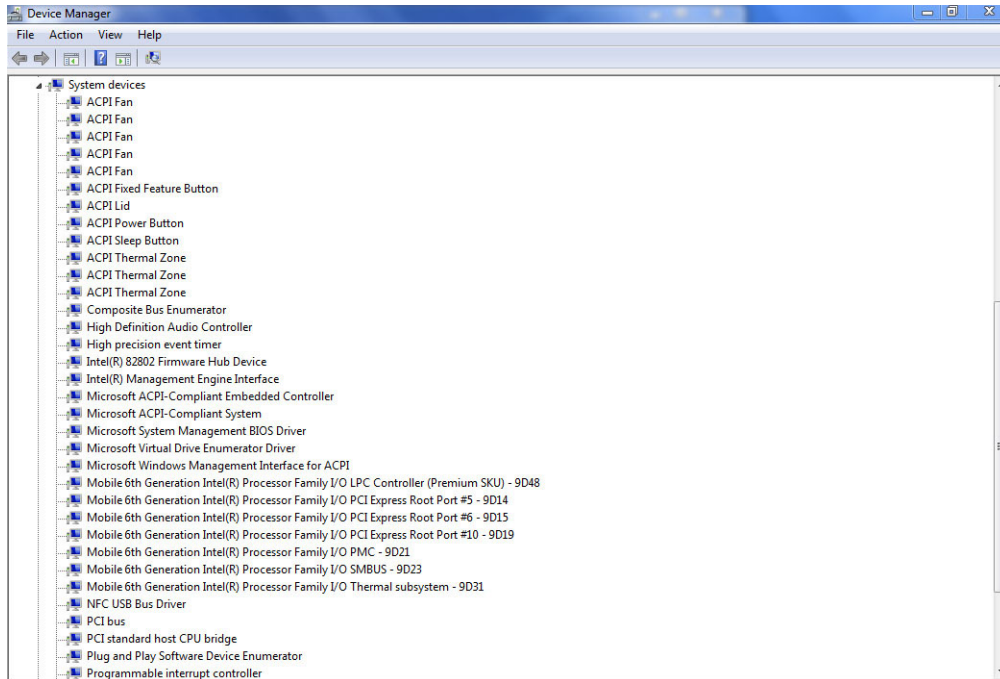 Device Manager
File Action View Help
System devices
ACPI Fan
ACPI Fan
ACPI Fan
ACPI Fan
ACPI Fan
ACPI Fixed Feature Button
ACPI Lid
ACPI Power Button
ACPI Sleep Button
ACPI Thermal Zone
ACPI Thermal Zone
ACPI Thermal Zone
Composite Bus Enumerator
High Definition Audio Controller
High precision event timer
Intel(R) 82802 Firmware Hub Device
Intel(R) Management Engine Interface
Microsoft ACPI-Compliant Embedded Controller
Microsoft ACPI-Compliant System
Microsoft System Management BIOS Driver
Microsoft Virtual Drive Enumerator Driver
Microsoft Windows Management Interface for ACPI
Mobile 6th Generation Intel(R) Processor Family I/O LPC Controller (Premium SKU) - 9D48
Mobile 6th Generation Intel(R) Processor Family I/O PCI Express Root Port #5 - 9D14
Mobile 6th Generation Intel(R) Processor Family I/O PCI Express Root Port #6 - 9D15
Mobile 6th Generation Intel(R) Processor Family I/O PCI Express Root Port #10 - 9D19
Mobile 6th Generation Intel(R) Processor Family I/O PMC - 9D21
Mobile 6th Generation Intel(R) Processor Family I/O SMBUS - 9D23
Mobile 6th Generation Intel(R) Processor Family I/O Thermal subsystem - 9D31
NFC USB Bus Driver
PCI bus
PCI standard host CPU bridge
Plug and Play Software Device Enumerator
Programmable interrupt controller